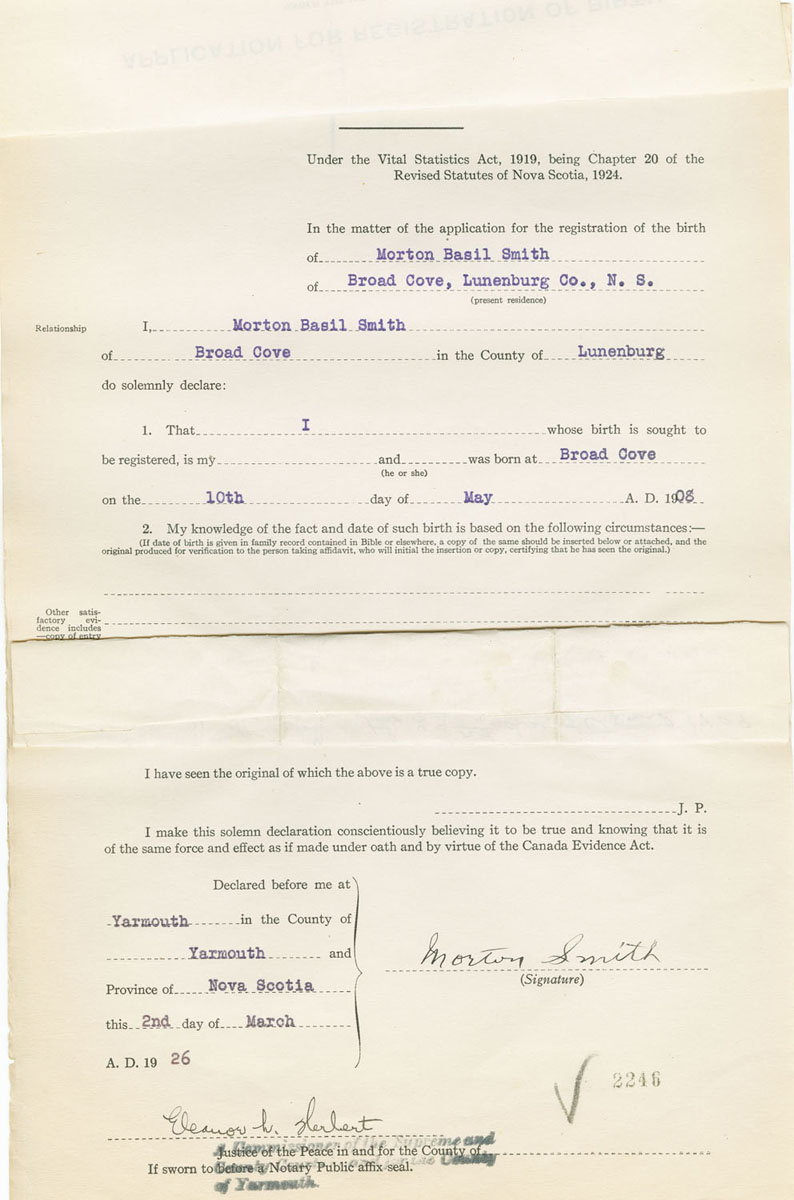 Under the Vital Statistics Act, 1919, being Chapter 20 of the
Revised Statutes of Nova Scotia, 1924.
In the matter of the application for the registration of the birth
of Morton Basil Smith
of Broad Cove, Lunenburg Co., N. S.
(present residence)
Relationship I, Morton Basil Smith
of Broad Cove in the County of Lunenburg
do solemnly declare:
1. That I whose birth is sought to
be registered, is my and was born at Broad Cove
(he or she)
on the 10th day of May A. D. 1908
2. My knowledge of the fact and date of such birth is based on the following circumstances:—
(If date of birth is given in family record contained in Bible or elsewhere, a copy of the same should be inserted below or attached, and the
original produced for verification to the person taking affidavit, who will initial the insertion or copy, certifying that he has seen the original.)
Other satis-
factory evi-
dence includes
—copy of entry
I have seen the original of which the above is a true copy.
J. P.
I make this solemn declaration conscientiously believing it to be true and knowing that it is
of the same force and effect as if made under oath and by virtue of the Canada Evidence Act.
Declared before me at
Yarmouth in the County of
Yarmouth and
Province of Nova Scotia
this 2nd day of March
A. D. 19 26
Morton Smith
(Signature)
2246
Eleanor h. Herbert
A Commissioner of the Supreme and
Justice of the Peace in and for the County of
County
If sworn to before a Notary Public affix seal.
of Yarmouth.